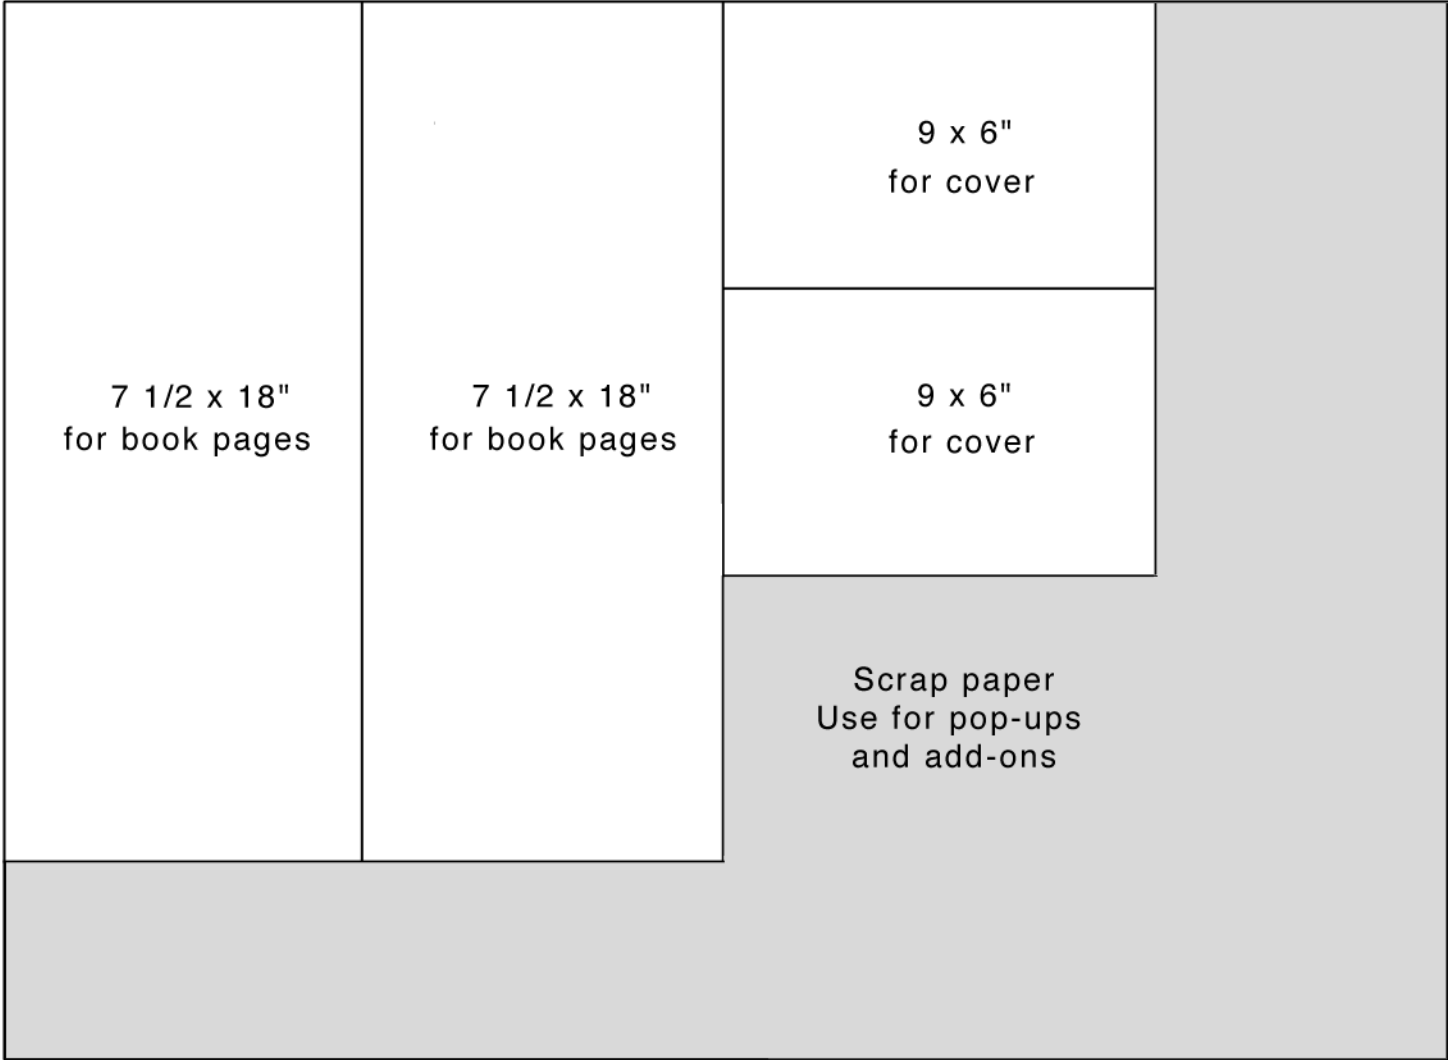 9 x 6"
for cover
7 1/2 x 18"
for book pages
7 1/2 x 18"
for book pages
9 x 6"
for cover
Scrap paper
Use for pop-ups
and add-ons